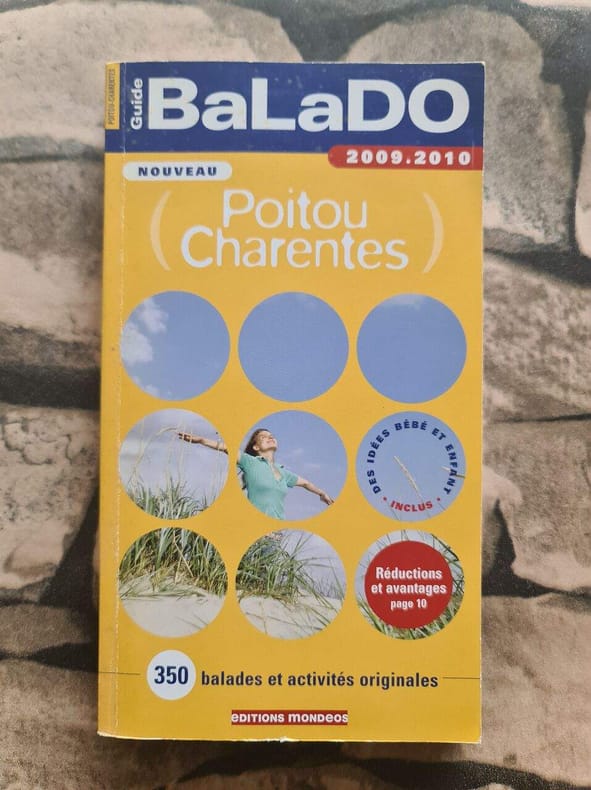 POITOU-CHARENTES
Guide
BaLaDO
2009.2010
NOUVEAU
(Poitou
Charentes)
DES IDÉES BÉBÉ ET ENFANT
• INCLUS •
Réductions
et avantages
page 10
350 balades et activités originales
EDITIONS MONDEOS